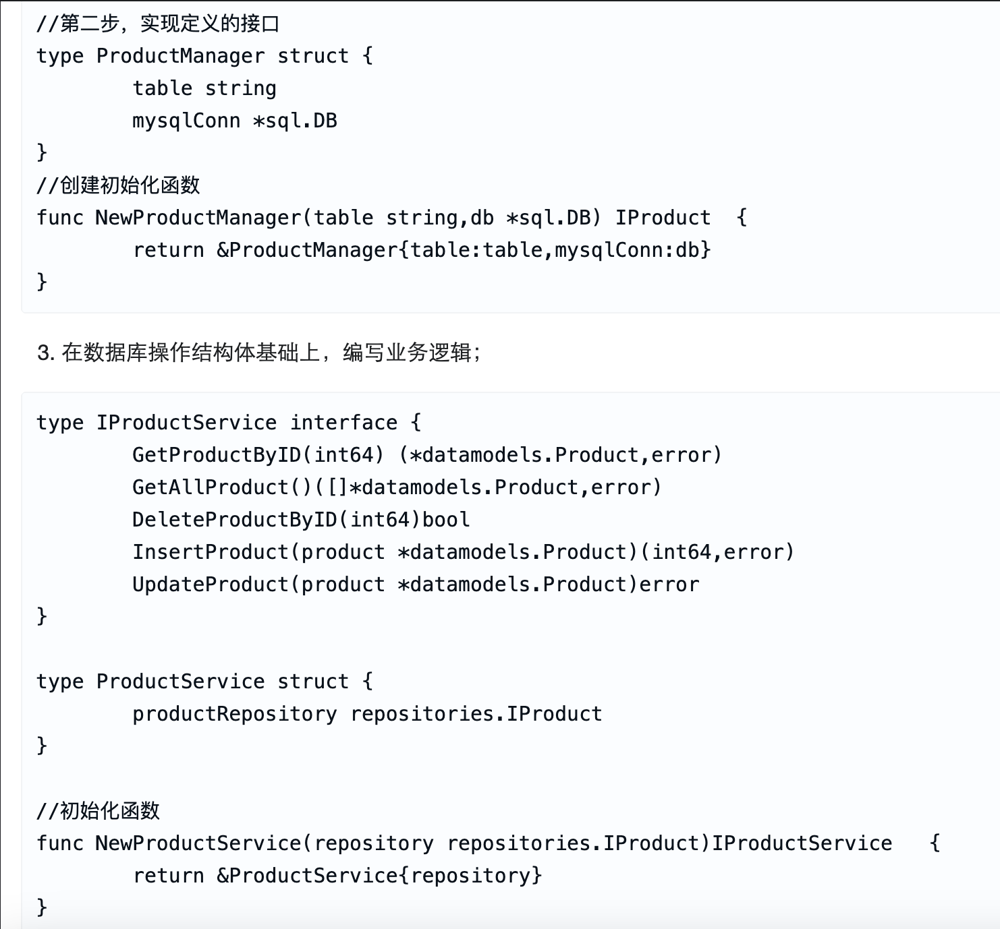 //第二步，实现定义的接口
type ProductManager struct {
        table string
        mysqlConn *sql.DB
}
//创建初始化函数
func NewProductManager(table string,db *sql.DB) IProduct  {
        return &ProductManager{table:table,mysqlConn:db}
}
3. 在数据库操作结构体基础上，编写业务逻辑；
type IProductService interface {
        GetProductByID(int64) (*datamodels.Product,error)
        GetAllProduct()([]*datamodels.Product,error)
        DeleteProductByID(int64)bool
        InsertProduct(product *datamodels.Product)(int64,error)
        UpdateProduct(product *datamodels.Product)error
}
type ProductService struct {
        productRepository repositories.IProduct
}
//初始化函数
func NewProductService(repository repositories.IProduct)IProductService   {
        return &ProductService{repository}
}